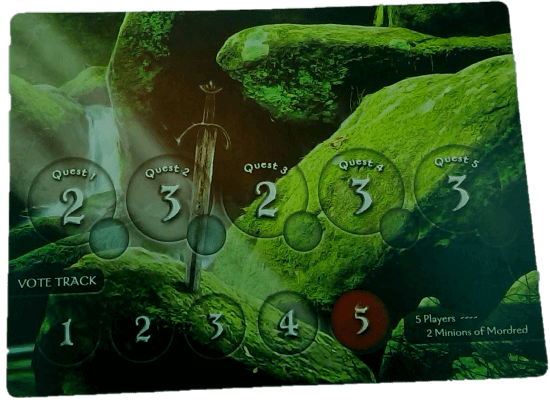 Quest 1
2
Quest 2
3
Quest 3
2
Quest 4
3
Quest 5
3
VOTE TRACK
1
2
3
4
5
5 Players ----
2 Minions of Mordred